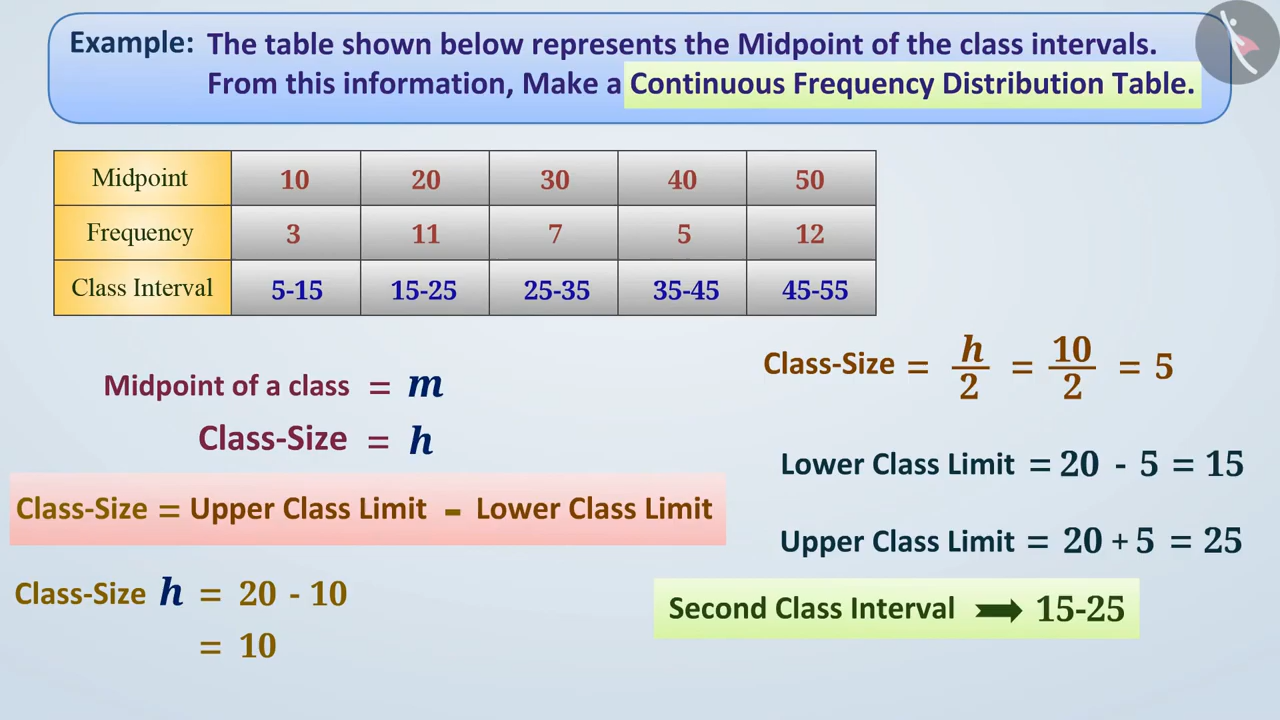 Example: The table shown below represents the Midpoint of the class intervals.
From this information, Make a Continuous Frequency Distribution Table.
Midpoint 10 20 30 40 50
Frequency 3 11 7 5 12
Class Interval 5-15 15-25 25-35 35-45 45-55
Midpoint of a class = m
Class-Size = h
Class-Size = Upper Class Limit - Lower Class Limit
Class-Size h = 20 - 10
= 10
Class-Size = h/2 = 10/2 = 5
Lower Class Limit = 20 - 5 = 15
Upper Class Limit = 20 + 5 = 25
Second Class Interval ➡ 15-25